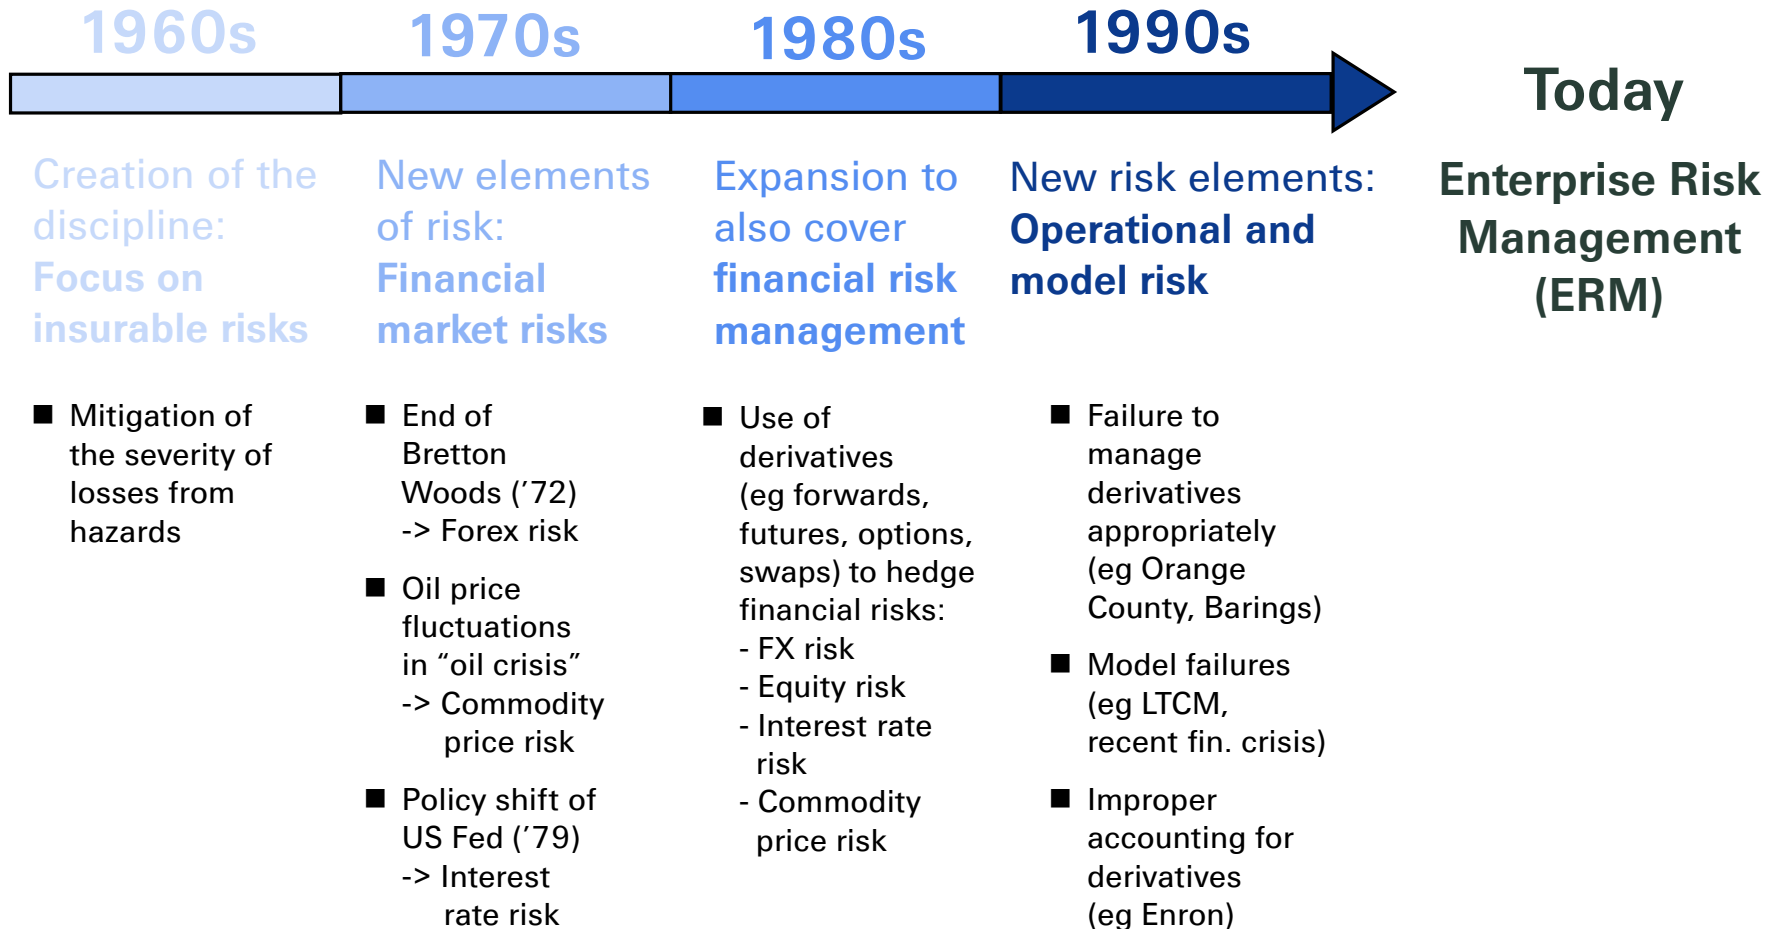 1960s
1970s
1980s
1990s
Today
Creation of the
discipline:
Focus on
insurable risks
New elements
of risk:
Financial
market risks
Expansion to
also cover
financial risk
management
New risk elements:
Operational and
model risk
Enterprise Risk
Management
(ERM)
■ Mitigation of
the severity of
losses from
hazards
■ End of
Bretton
Woods (’72)
-> Forex risk
■ Oil price
fluctuations
in “oil crisis”
-> Commodity
price risk
■ Policy shift of
US Fed (’79)
-> Interest
rate risk
■ Use of
derivatives
(eg forwards,
futures, options,
swaps) to hedge
financial risks:
- FX risk
- Equity risk
- Interest rate
risk
- Commodity
price risk
■ Failure to
manage
derivatives
appropriately
(eg Orange
County, Barings)
■ Model failures
(eg LTCM,
recent fin. crisis)
■ Improper
accounting for
derivatives
(eg Enron)